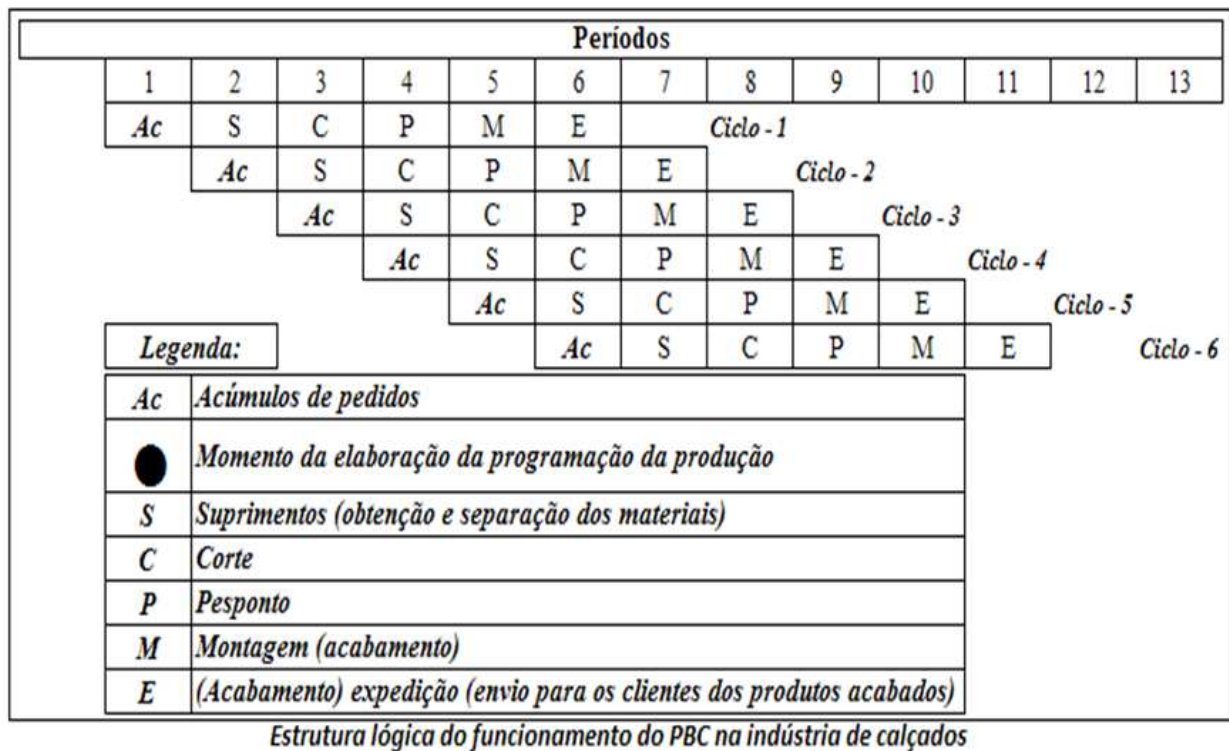 Períodos
1 2 3 4 5 6 7 8 9 10 11 12 13
Ac S C P M E Ciclo - 1
Ac S C P M E Ciclo - 2
Ac S C P M E Ciclo - 3
Ac S C P M E Ciclo - 4
Ac S C P M E Ciclo - 5
Legenda: Ac S C P M E Ciclo - 6
Ac Acúmulos de pedidos
Momento da elaboração da programação da produção
S Suprimentos (obtenção e separação dos materiais)
C Corte
P Pesponto
M Montagem (acabamento)
E (Acabamento) expedição (envio para os clientes dos produtos acabados)
Estrutura lógica do funcionamento do PBC na indústria de calçados